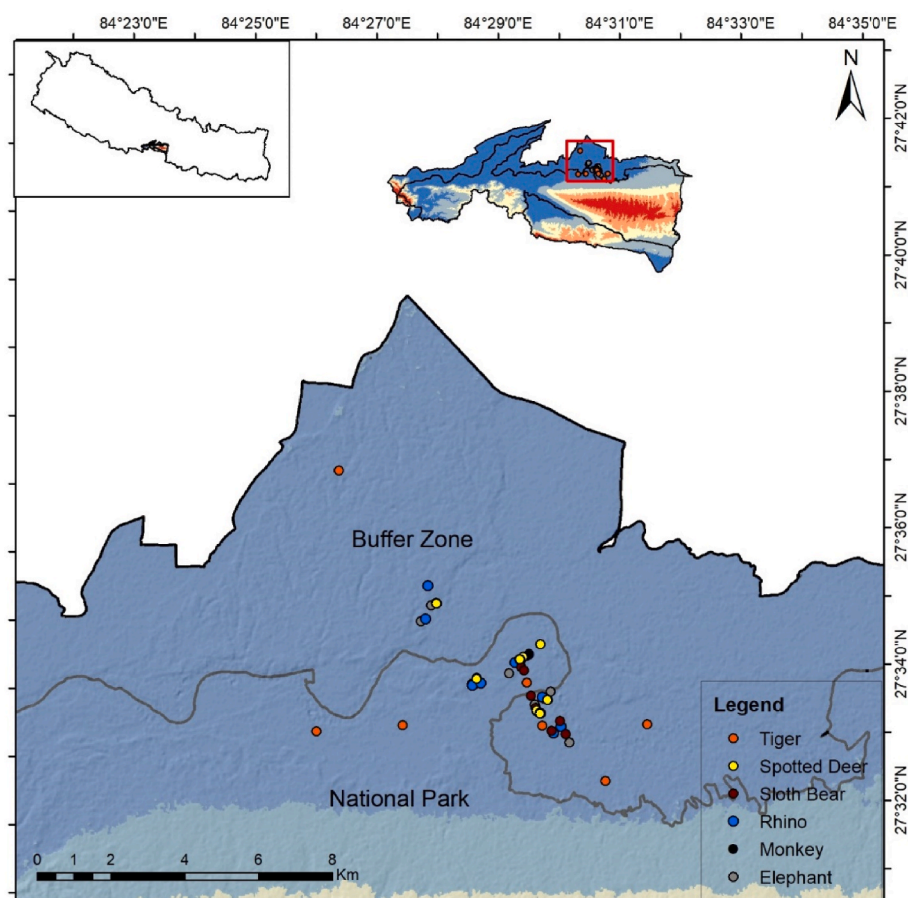 84°23'0"E 84°25'0"E 84°27'0"E 84°29'0"E 84°31'0"E 84°33'0"E 84°35'0"E
N
27°42'0"N
27°40'0"N
27°38'0"N
27°36'0"N
Buffer Zone
27°34'0"N
Legend
Tiger
Spotted Deer
National Park
27°32'0"N
Sloth Bear
Rhino
Monkey
Elephant
0 1 2 4 6 8
Km